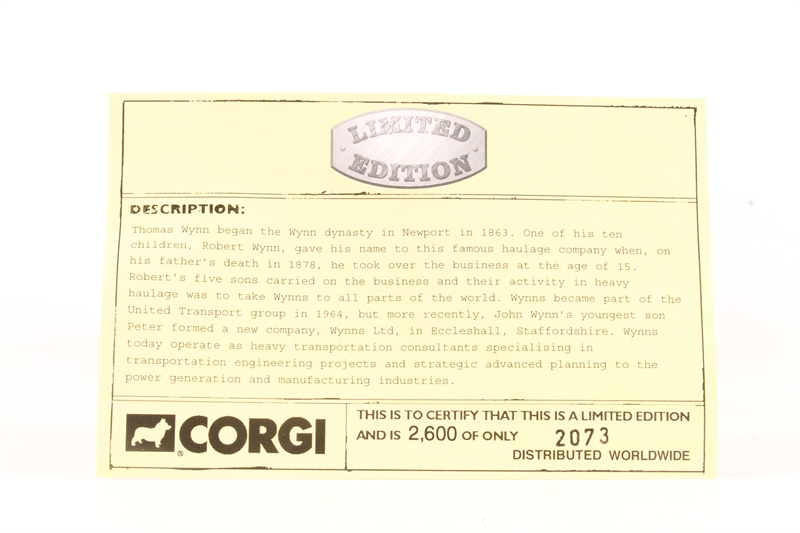 LIMITED
EDITION
DESCRIPTION:
Thomas Wynn began the Wynn dynasty in Newport in 1863. One of his ten
children, Robert Wynn, gave his name to this famous haulage company when, on
his father's death in 1878, he took over the business at the age of 15.
Robert's five sons carried on the business and their activity in heavy
haulage was to take Wynns to all parts of the world. Wynns became part of the
United Transport group in 1964, but more recently, John Wynn's youngest son
Peter formed a new company, Wynns Ltd, in Eccleshall, Staffordshire. Wynns
today operate as heavy transportation consultants specialising in
transportation engineering projects and strategic advanced planning to the
power generation and manufacturing industries.
® CORGI
THIS IS TO CERTIFY THAT THIS IS A LIMITED EDITION
AND IS 2,600 OF ONLY 2073
DISTRIBUTED WORLDWIDE